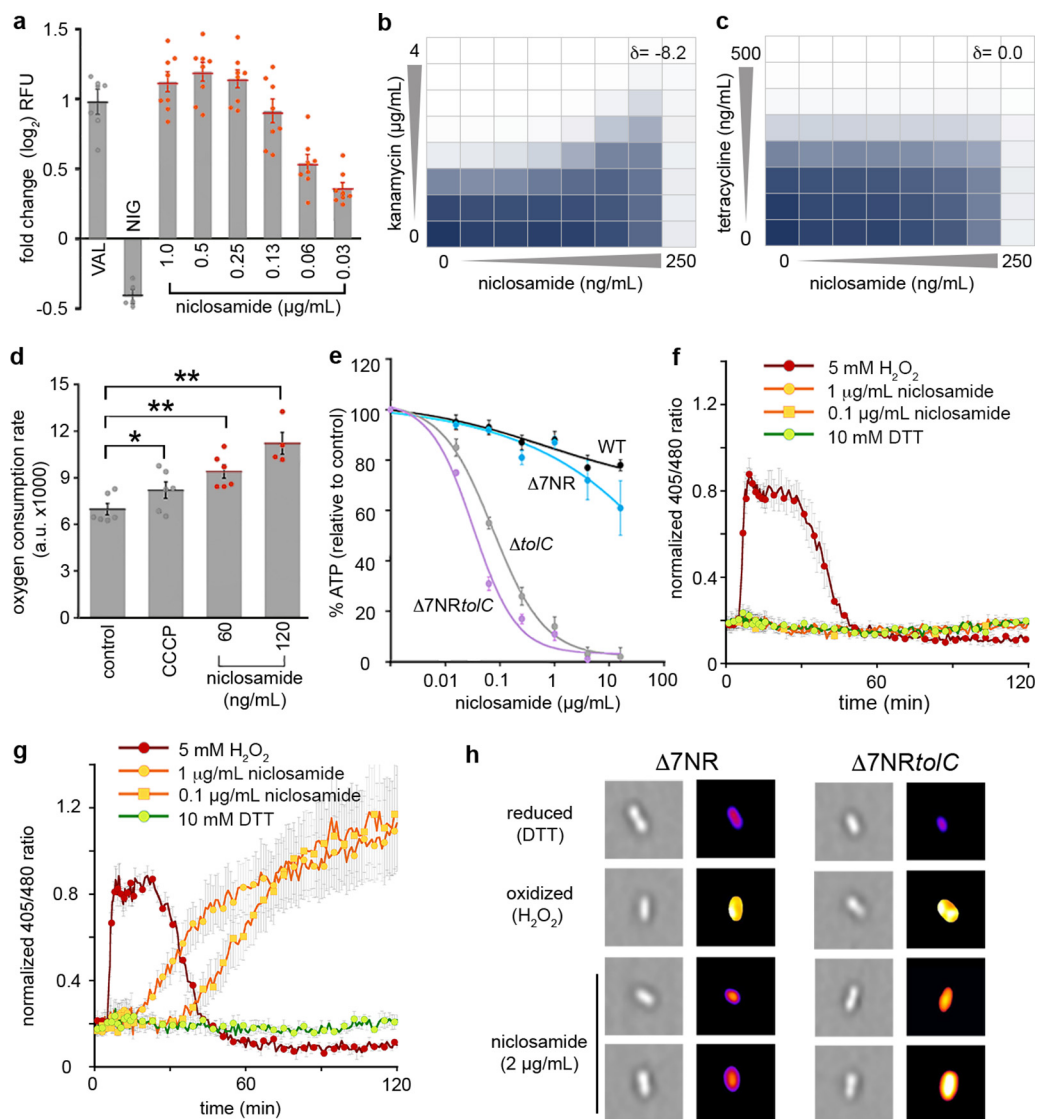 a
fold change (log2) RFU
1.5
1
0.5
0
-0.5
VAL
NIG
1.0
0.5
0.25
0.13
0.06
0.03
niclosamide (µg/mL)
b
kanamycin (µg/mL)
4
0
δ= -8.2
0
250
niclosamide (ng/mL)
c
tetracycline (ng/mL)
500
0
δ= 0.0
0
250
niclosamide (ng/mL)
d
oxygen consumption rate
(a.u. x1000)
15
12
9
6
3
0
**
**
*
control
CCCP
60
120
niclosamide
(ng/mL)
e
% ATP (relative to control)
120
100
80
60
40
20
0
WT
Δ7NR
ΔtolC
Δ7NRtolC
0.01
0.1
1
10
100
niclosamide (µg/mL)
f
5 mM H2O2
1 µg/mL niclosamide
0.1 µg/mL niclosamide
10 mM DTT
normalized 405/480 ratio
1.2
0.8
0.4
0
0
60
120
time (min)
g
5 mM H2O2
1 µg/mL niclosamide
0.1 µg/mL niclosamide
10 mM DTT
normalized 405/480 ratio
1.2
0.8
0.4
0
0
60
120
time (min)
h
Δ7NR
Δ7NRtolC
reduced
(DTT)
oxidized
(H2O2)
niclosamide
(2 µg/mL)